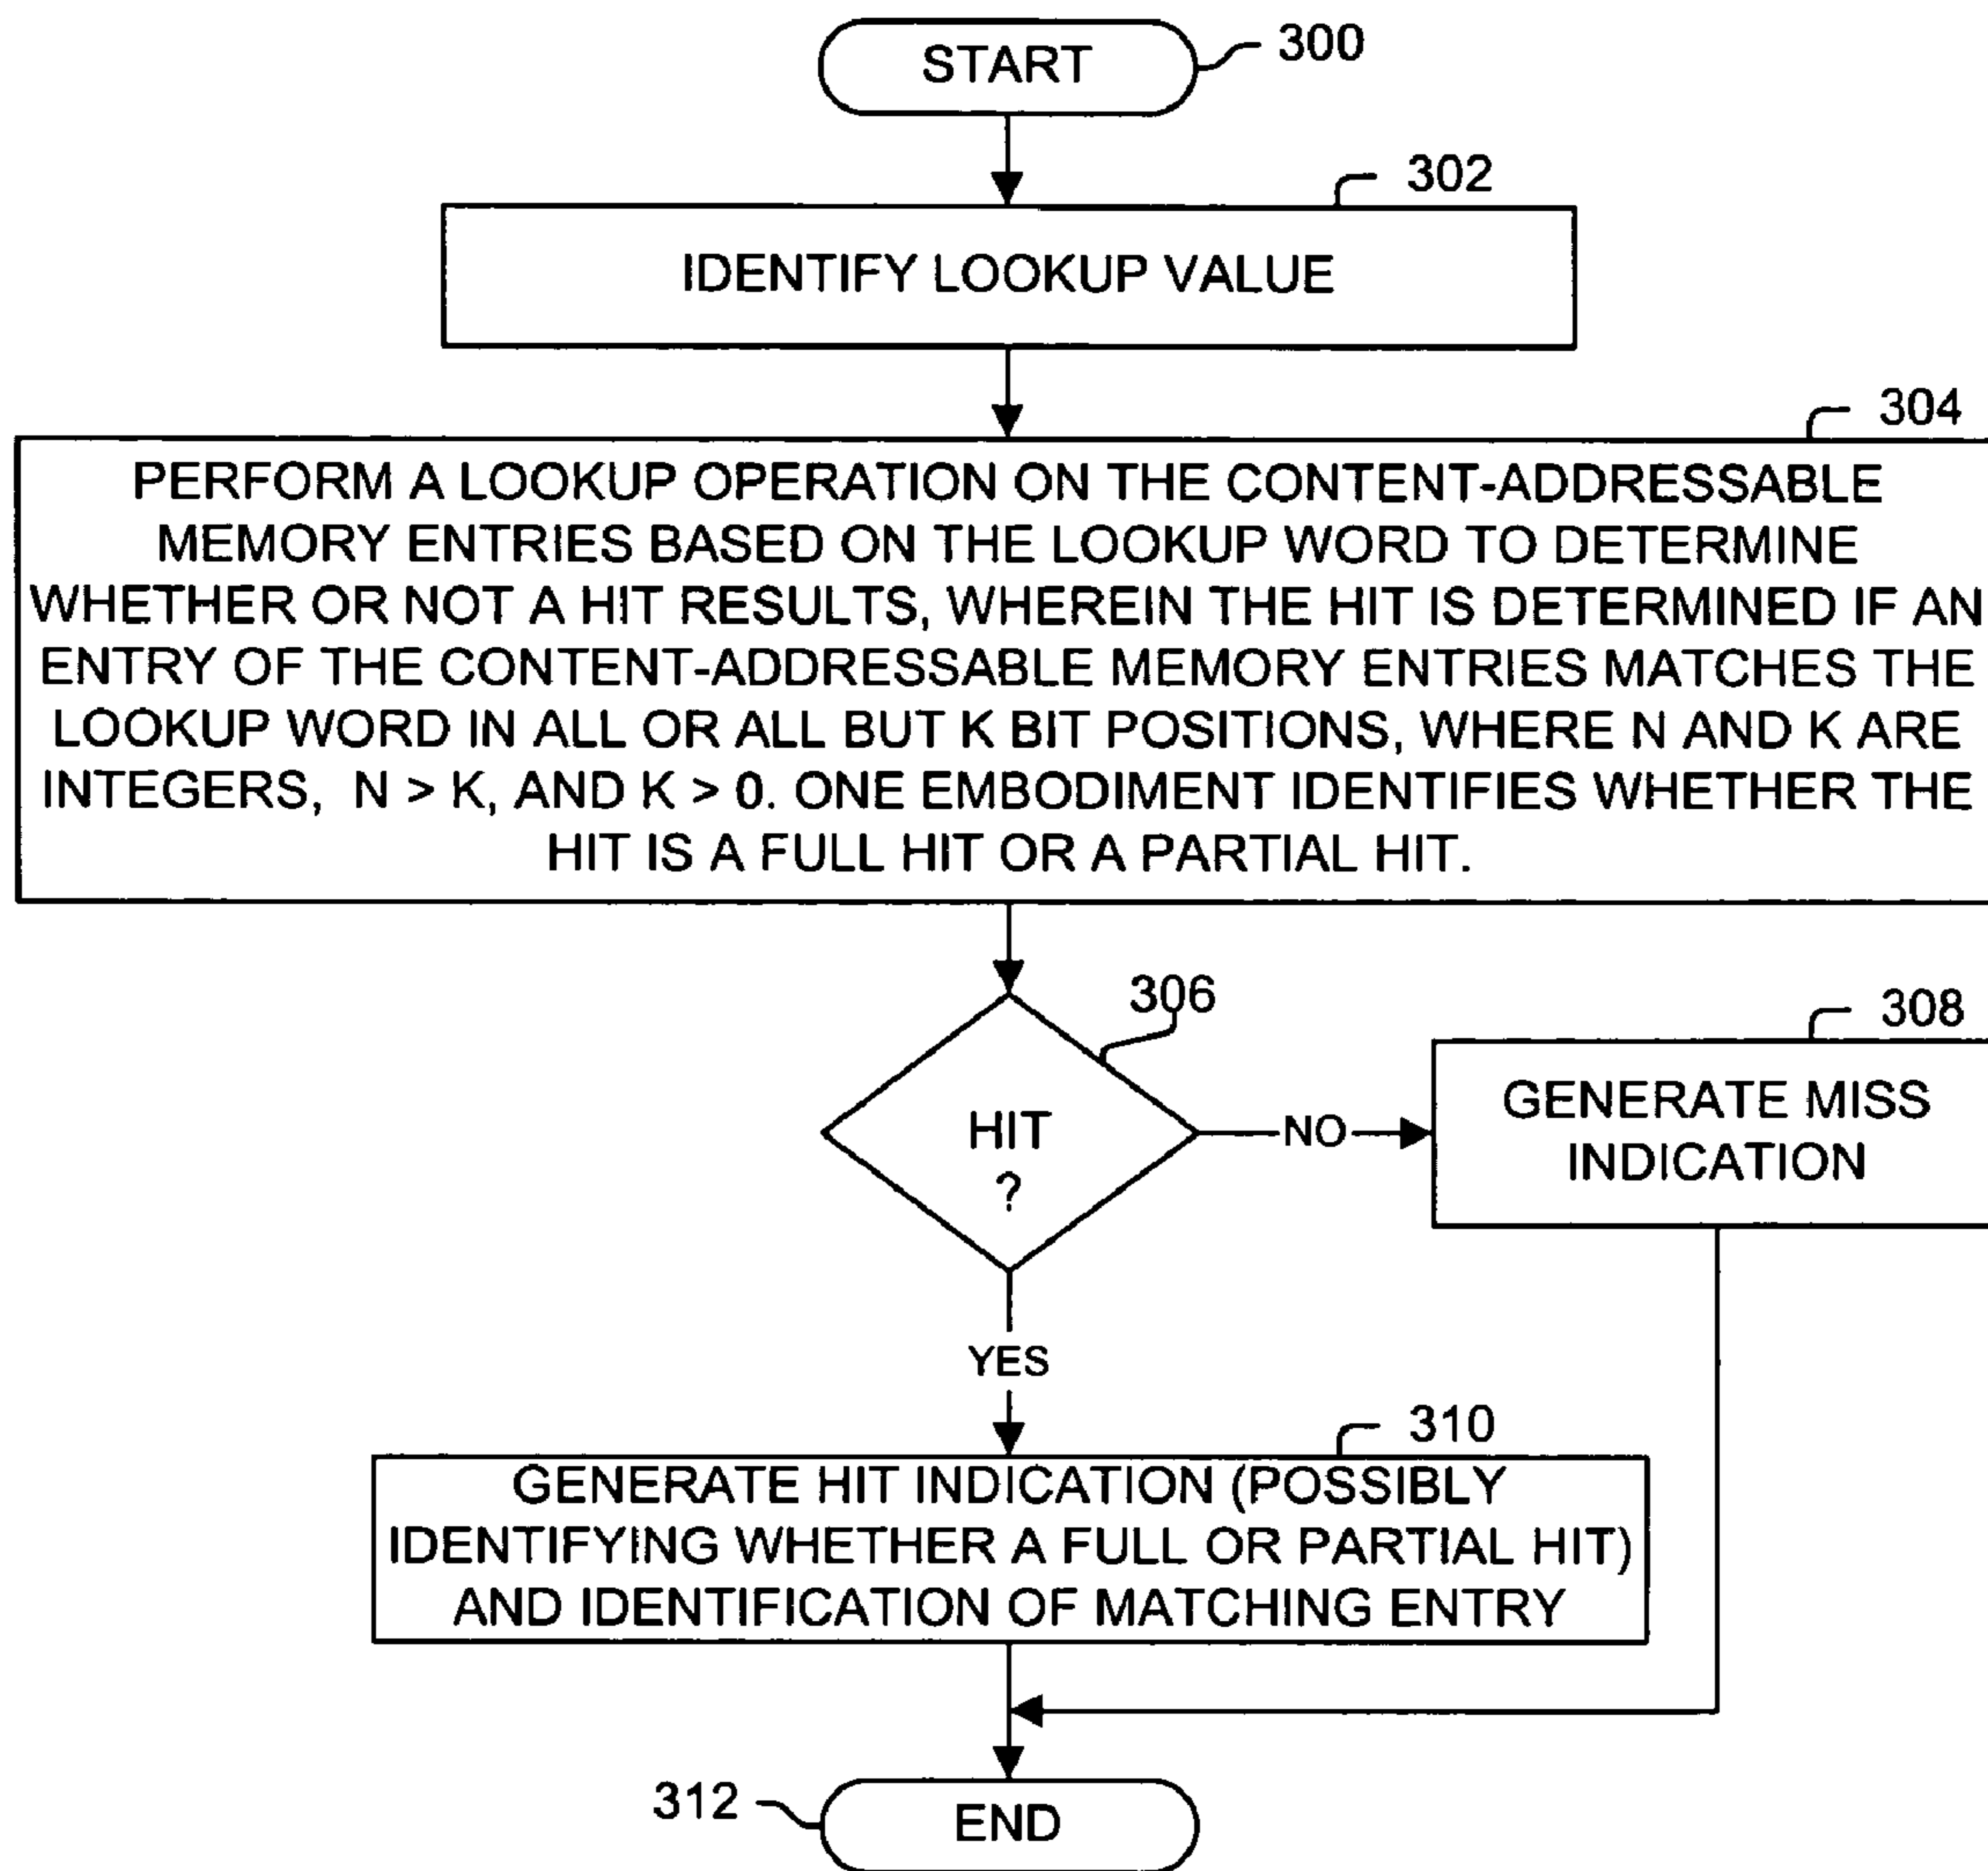 START
300
302
IDENTIFY LOOKUP VALUE
304
PERFORM A LOOKUP OPERATION ON THE CONTENT-ADDRESSABLE
MEMORY ENTRIES BASED ON THE LOOKUP WORD TO DETERMINE
WHETHER OR NOT A HIT RESULTS, WHEREIN THE HIT IS DETERMINED IF AN
ENTRY OF THE CONTENT-ADDRESSABLE MEMORY ENTRIES MATCHES THE
LOOKUP WORD IN ALL OR ALL BUT K BIT POSITIONS, WHERE N AND K ARE
INTEGERS, N > K, AND K > 0. ONE EMBODIMENT IDENTIFIES WHETHER THE
HIT IS A FULL HIT OR A PARTIAL HIT.
306
HIT
?
NO
308
GENERATE MISS
INDICATION
YES
310
GENERATE HIT INDICATION (POSSIBLY
IDENTIFYING WHETHER A FULL OR PARTIAL HIT)
AND IDENTIFICATION OF MATCHING ENTRY
312
END